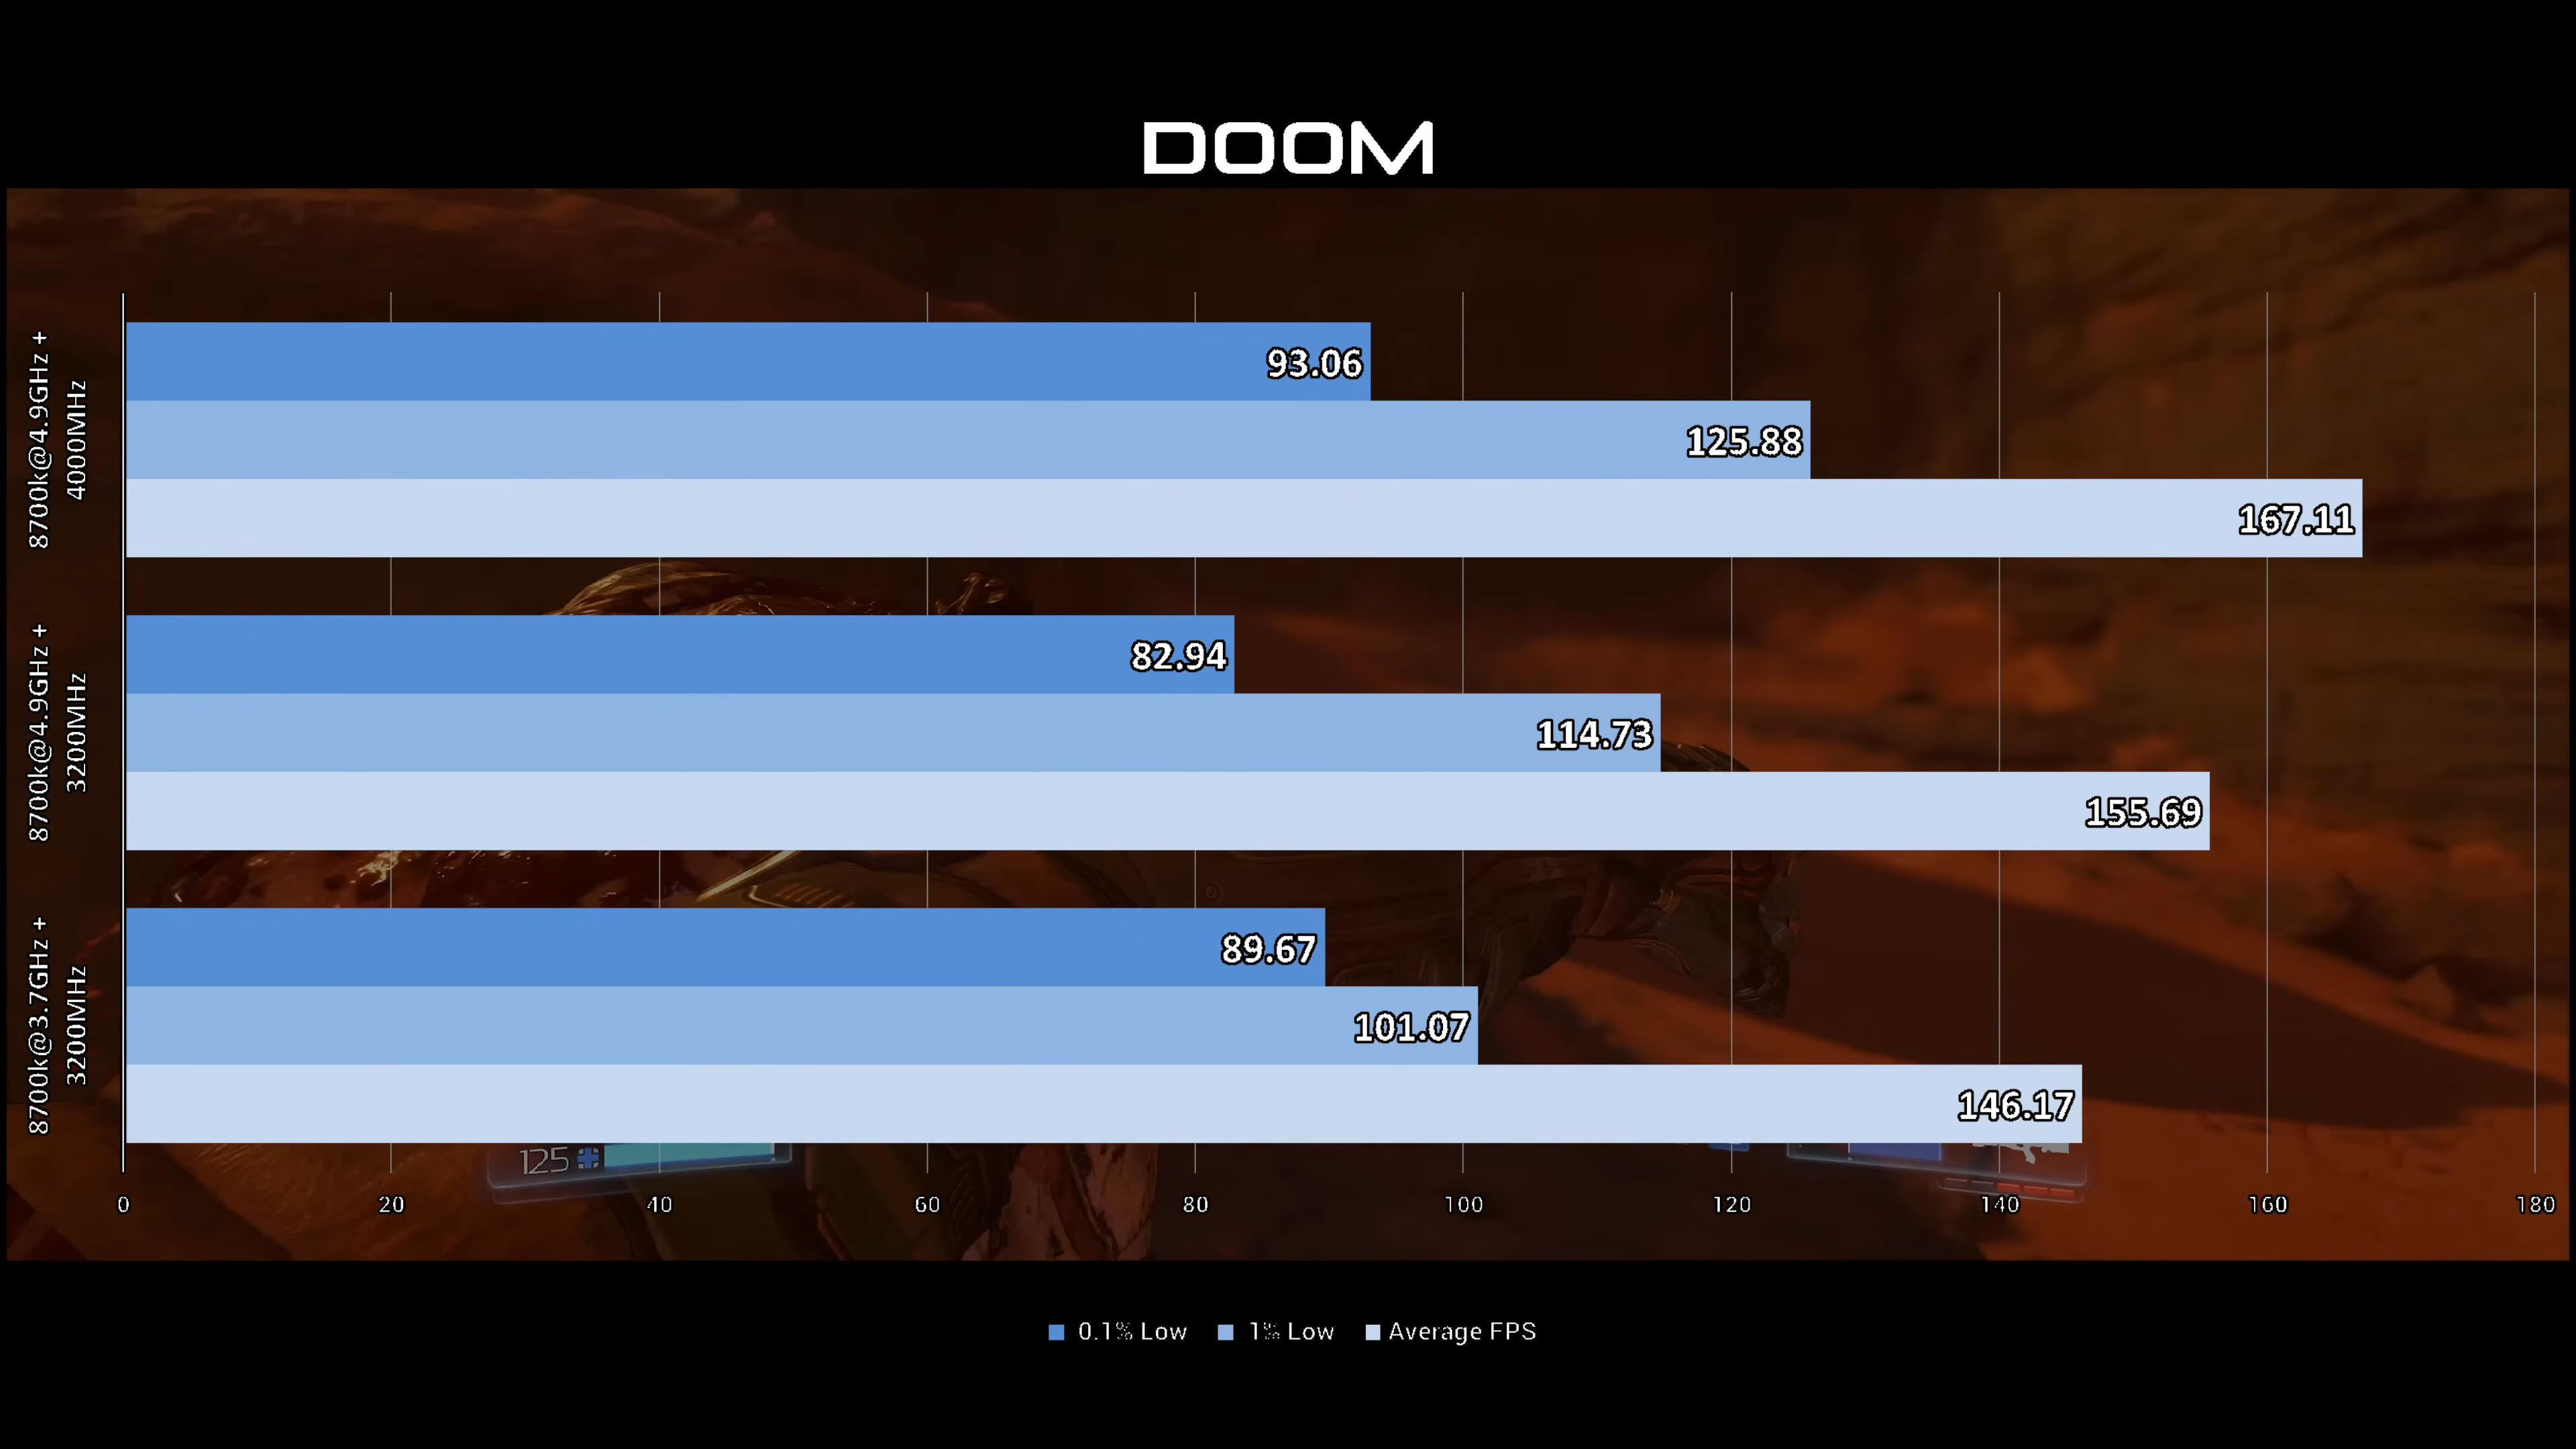 DOOM
8700k@4.9GHz +
4000MHz
93.06
125.88
167.11
8700k@4.9GHz +
3200MHz
82.94
114.73
155.69
8700k@3.7GHz +
3200MHz
89.67
101.07
146.17
125
0 20 40 60 80 100 120 140 160 180
0.1% Low 1% Low Average FPS